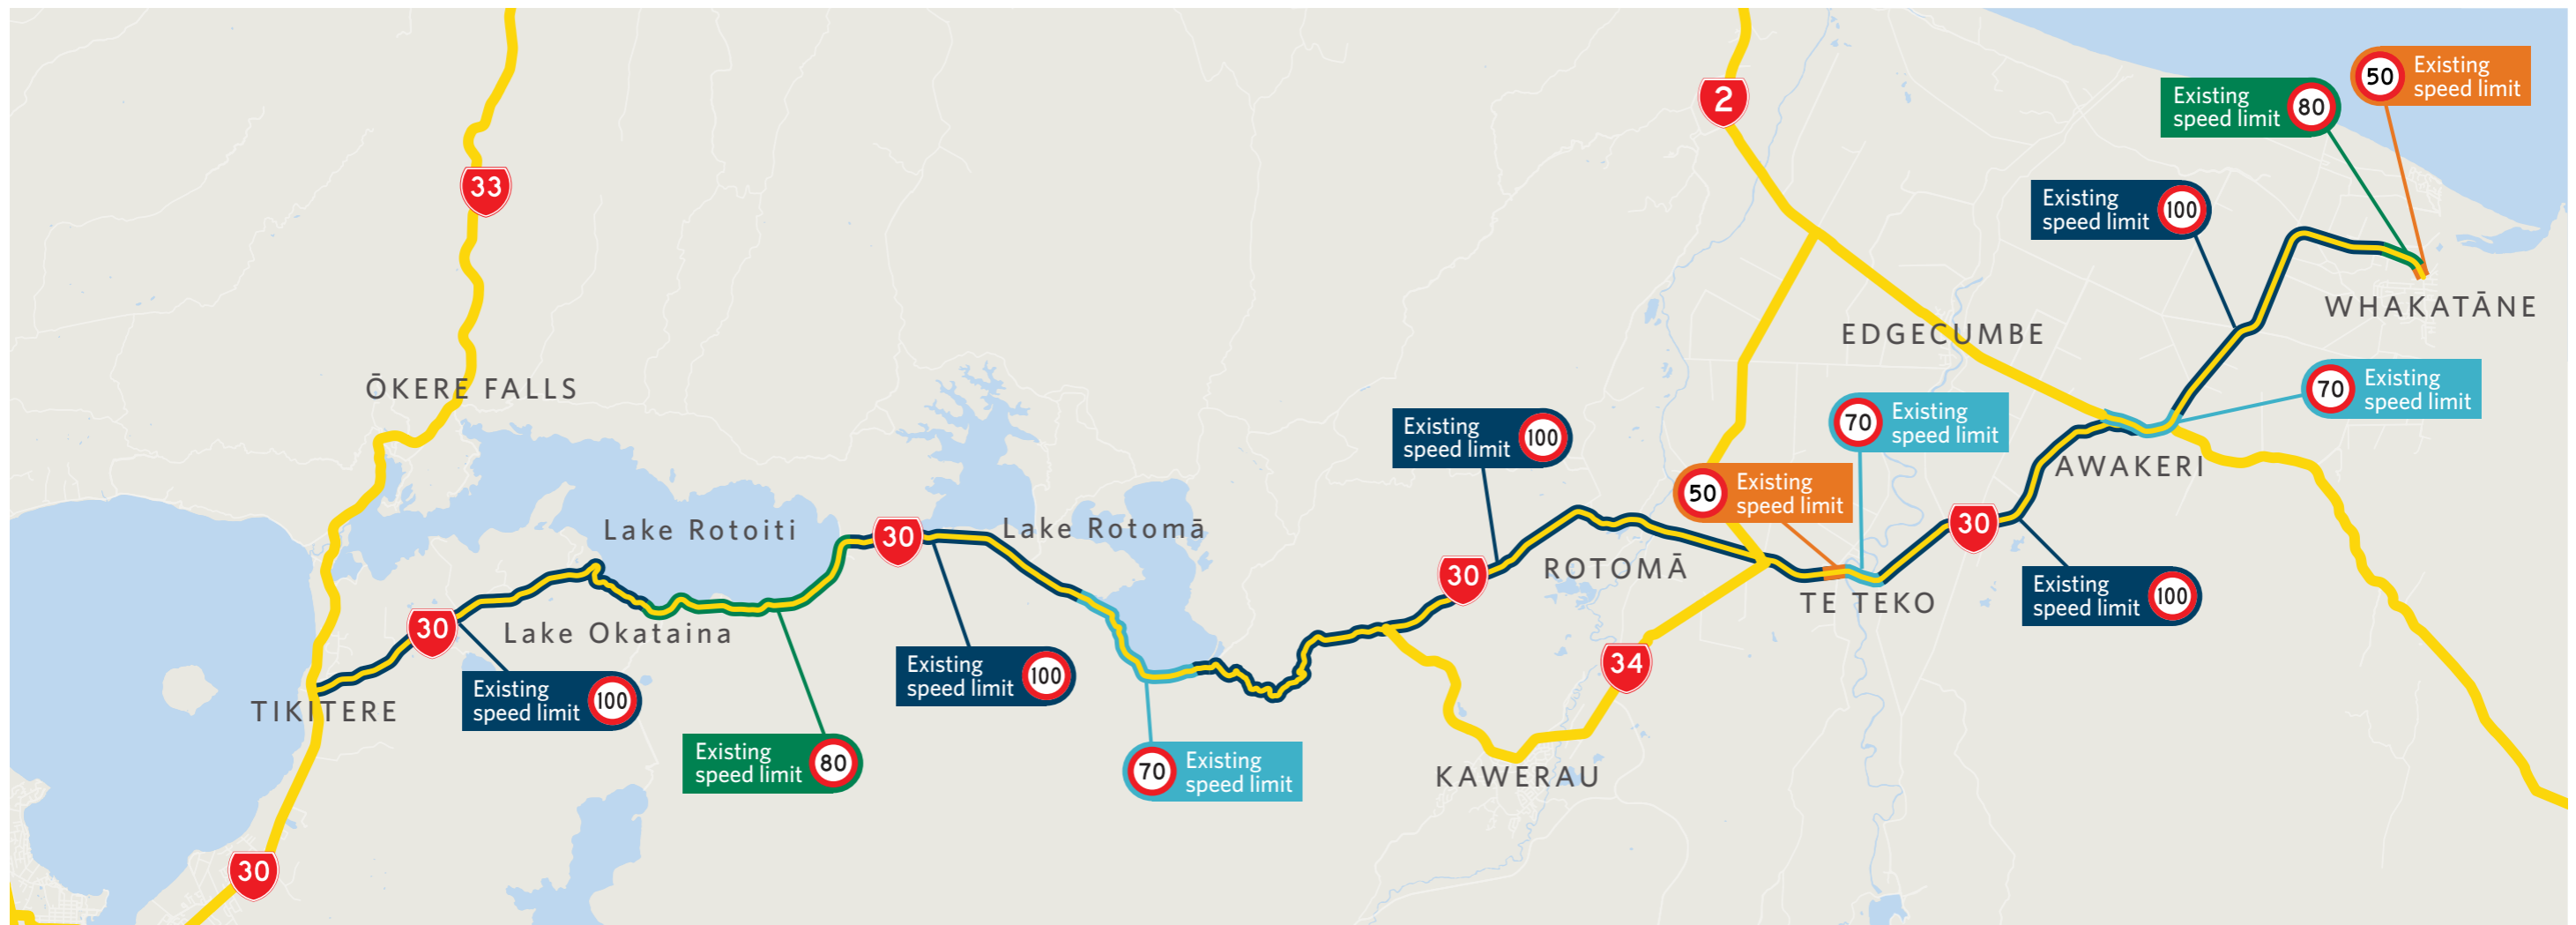 2
50
Existing
speed limit
Existing
speed limit
80
33
Existing
speed limit
100
WHAKATĀNE
EDGECUMBE
ŌKERE FALLS
70
Existing
speed limit
70
Existing
speed limit
Existing
speed limit
100
AWAKERI
50
Existing
speed limit
Lake Rotoiti
30
Lake Rotomā
30
30
ROTOMĀ
TE TEKO
Existing
speed limit
100
30
Lake Okataina
34
Existing
speed limit
100
TIKITERE
Existing
speed limit
100
Existing
speed limit
80
70
Existing
speed limit
KAWERAU
30